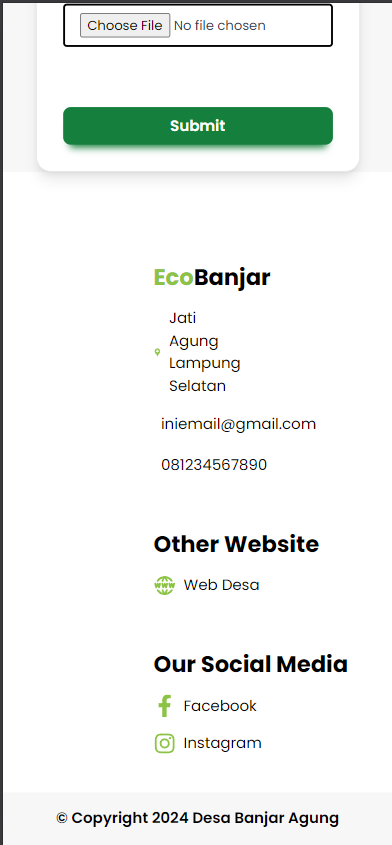 Choose File No file chosen
Submit
EcoBanjar
Jati
Agung
Lampung
Selatan
iniemail@gmail.com
081234567890
Other Website
www Web Desa
Our Social Media
Facebook
Instagram
© Copyright 2024 Desa Banjar Agung